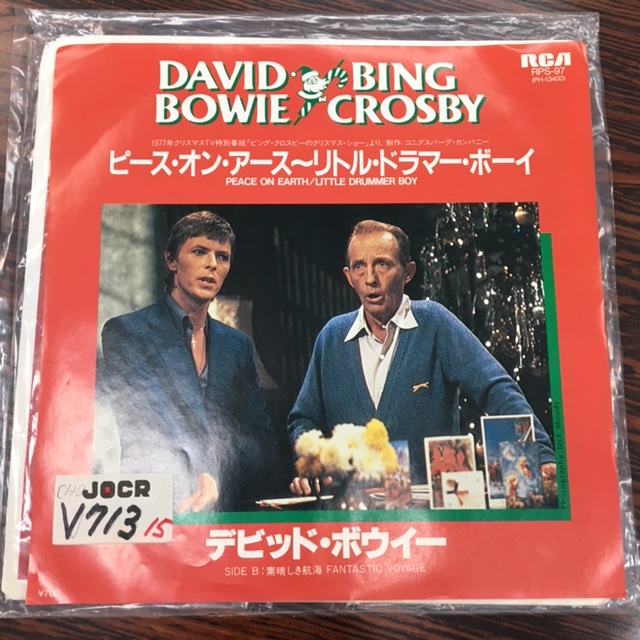 DAVID BING
BOWIE CROSBY
RCA
RPS-97
(PH-13400)
1977年クリスマスTV特別番組「ビング・クロスビーのクリスマス・ショー」より, 制作: コニグスバーグ・カンパニー
ピース・オン・アース〜リトル・ドラマー・ボーイ
PEACE ON EARTH/LITTLE DRUMMER BOY
JOCR
V713 15
デビッド・ボウイー
SIDE B: 素晴しき航海 FANTASTIC VOYAGE